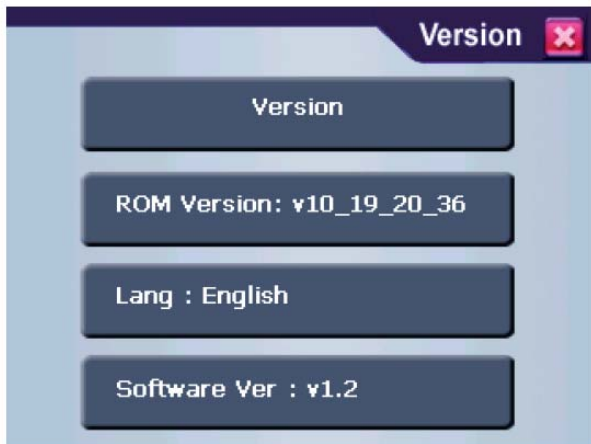 Version
Version
ROM Version: v10_19_20_36
Lang : English
Software Ver : v1.2